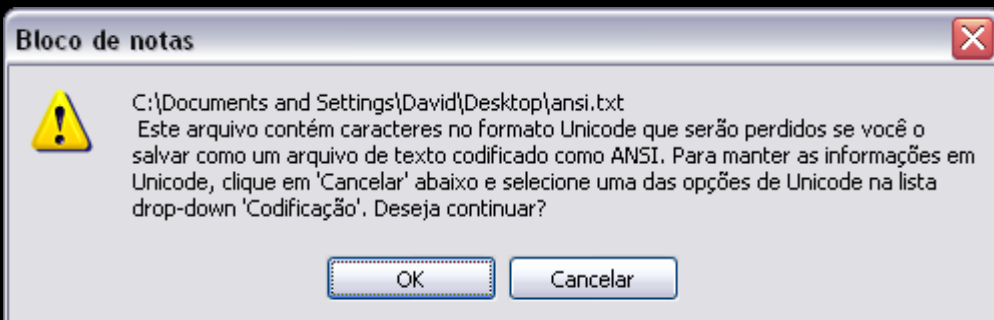 Bloco de notas
C:\Documents and Settings\David\Desktop\ansi.txt
Este arquivo contém caracteres no formato Unicode que serão perdidos se você o
salvar como um arquivo de texto codificado como ANSI. Para manter as informações em
Unicode, clique em 'Cancelar' abaixo e selecione uma das opções de Unicode na lista
drop-down 'Codificação'. Deseja continuar?
OK
Cancelar